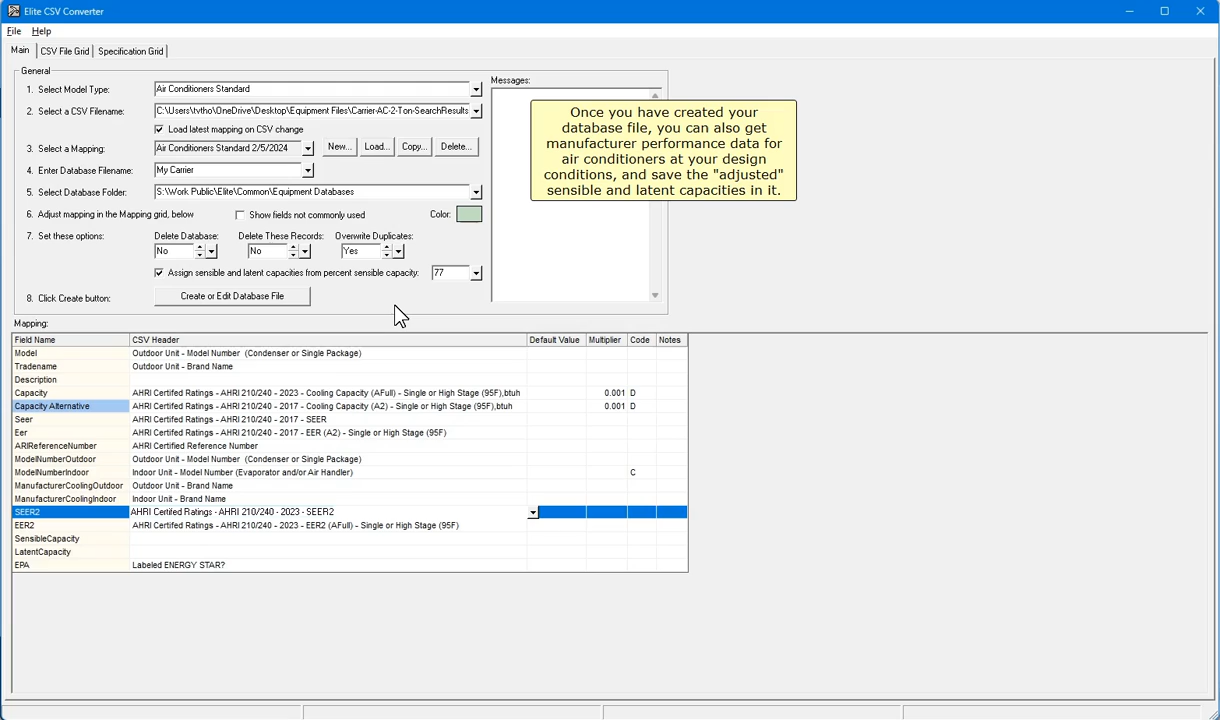 Elite CSV Converter
File Help
Main CSV File Grid Specification Grid
General
1. Select Model Type: Air Conditioners Standard
2. Select a CSV Filename: C:\Users\tvtho\OneDrive\Desktop\Equipment Files\Carrier-AC-2-Ton-SearchResults
Load latest mapping on CSV change
3. Select a Mapping: Air Conditioners Standard 2/5/2024 New... Load... Copy... Delete...
4. Enter Database Filename: My Carrier
5. Select Database Folder: S:\Work Public\Elite\Common\Equipment Databases
6. Adjust mapping in the Mapping grid, below Show fields not commonly used Color:
7. Set these options: Delete Database: Delete These Records: Overwrite Duplicates:
No No Yes
Assign sensible and latent capacities from percent sensible capacity: 77
8. Click Create button: Create or Edit Database File
Messages:
Once you have created your
database file, you can also get
manufacturer performance data for
air conditioners at your design
conditions, and save the "adjusted"
sensible and latent capacities in it.
Mapping:
Field Name CSV Header Default Value Multiplier Code Notes
Model Outdoor Unit - Model Number (Condenser or Single Package)
Tradename Outdoor Unit - Brand Name
Description
Capacity AHRI Certifed Ratings - AHRI 210/240 - 2023 - Cooling Capacity (AFull) - Single or High Stage (95F),btuh 0.001 D
Capacity Alternative AHRI Certifed Ratings - AHRI 210/240 - 2017 - Cooling Capacity (A2) - Single or High Stage (95F),btuh 0.001 D
Seer AHRI Certifed Ratings - AHRI 210/240 - 2017 - SEER
Eer AHRI Certifed Ratings - AHRI 210/240 - 2017 - EER (A2) - Single or High Stage (95F)
ARIReferenceNumber AHRI Certified Reference Number
ModelNumberOutdoor Outdoor Unit - Model Number (Condenser or Single Package)
ModelNumberIndoor Indoor Unit - Model Number (Evaporator and/or Air Handler) C
ManufacturerCoolingOutdoor Outdoor Unit - Brand Name
ManufacturerCoolingIndoor Indoor Unit - Brand Name
SEER2 AHRI Certifed Ratings - AHRI 210/240 - 2023 - SEER2
EER2 AHRI Certifed Ratings - AHRI 210/240 - 2023 - EER2 (AFull) - Single or High Stage (95F)
SensibleCapacity
LatentCapacity
EPA Labeled ENERGY STAR?